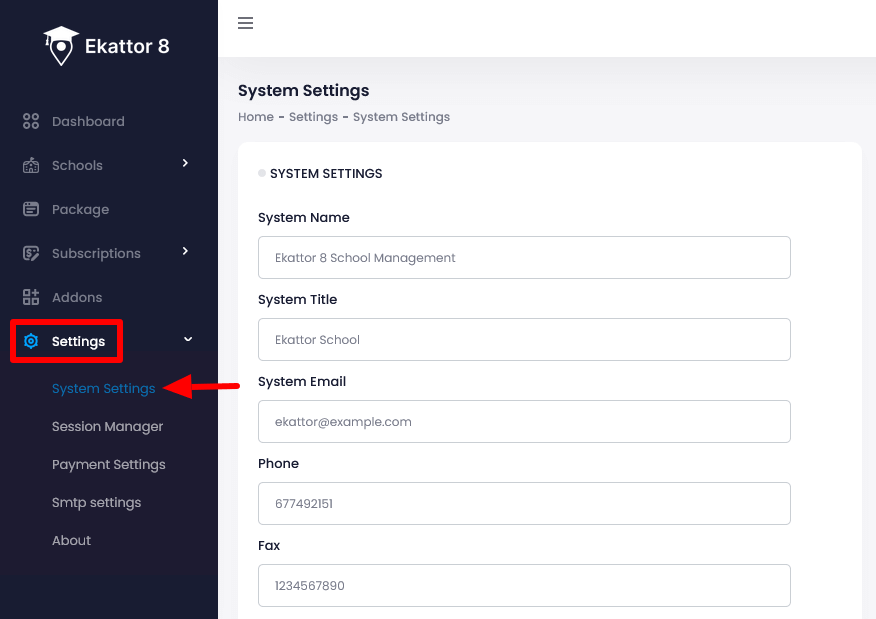 Ekattor 8
Dashboard
Schools
Package
Subscriptions
Addons
Settings
System Settings
Session Manager
Payment Settings
Smtp settings
About
System Settings
Home - Settings - System Settings
SYSTEM SETTINGS
System Name
Ekattor 8 School Management
System Title
Ekattor School
System Email
ekattor@example.com
Phone
677492151
Fax
1234567890